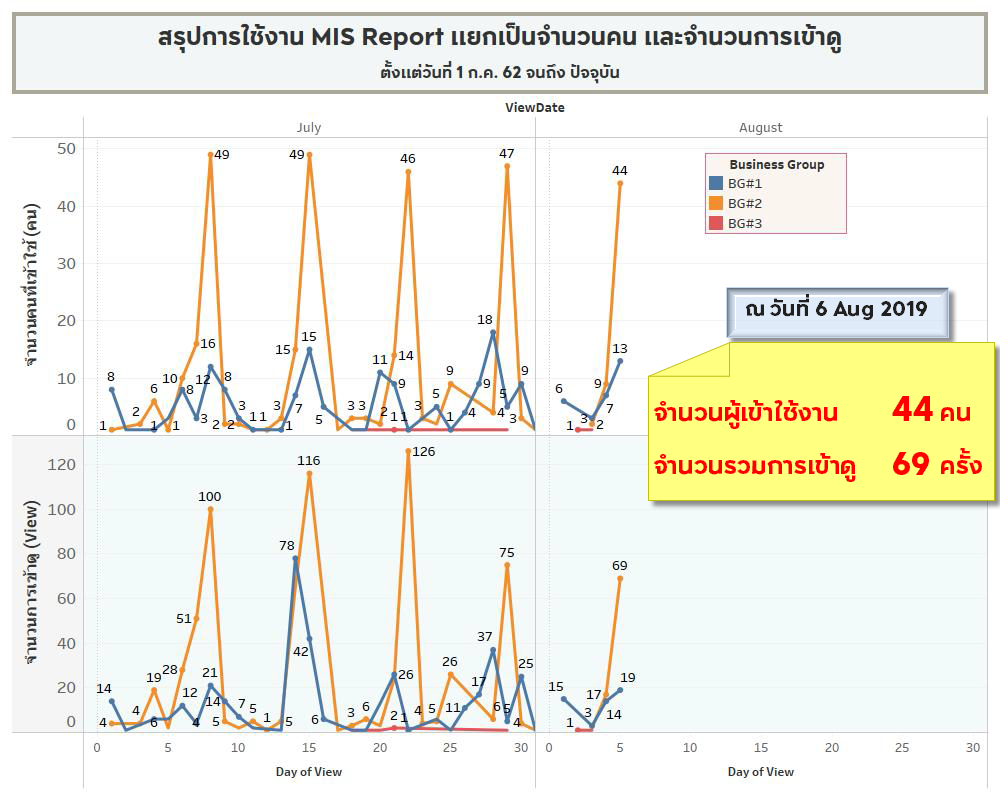 สรุปการใช้งาน MIS Report แยกเป็นจำนวนคน และจำนวนการเข้าดู
ตั้งแต่วันที่ 1 ก.ค. 62 จนถึง ปัจจุบัน
ViewDate
July
August
จำนวนคนที่เข้าใช้ (คน)
50
40
30
20
10
0
8 1 2 6 1 1 10 8 16 3 12 49 8 2 2 3 1 1 3 1 15 7 49 15 5 3 3 2 11 14 9 1 1 46 3 5 1 9 4 9 18 4 5 47 3 9
6 1 3 2 9 7 44 13
Business Group
BG#1
BG#2
BG#3
ณ วันที่ 6 Aug 2019
จำนวนผู้เข้าใช้งาน 44 คน
จำนวนรวมการเข้าดู 69 ครั้ง
จำนวนการเข้าดู (View)
120
100
80
60
40
20
0
14 4 4 19 6 28 12 51 4 100 21 14 5 7 5 1 5 78 42 116 6 3 6 2 26 1 126 4 5 26 11 17 37 6 5 75 4 25
15 1 3 17 14 69 19
0 5 10 15 20 25 30
0 5 10 15 20 25 30
Day of View
Day of View